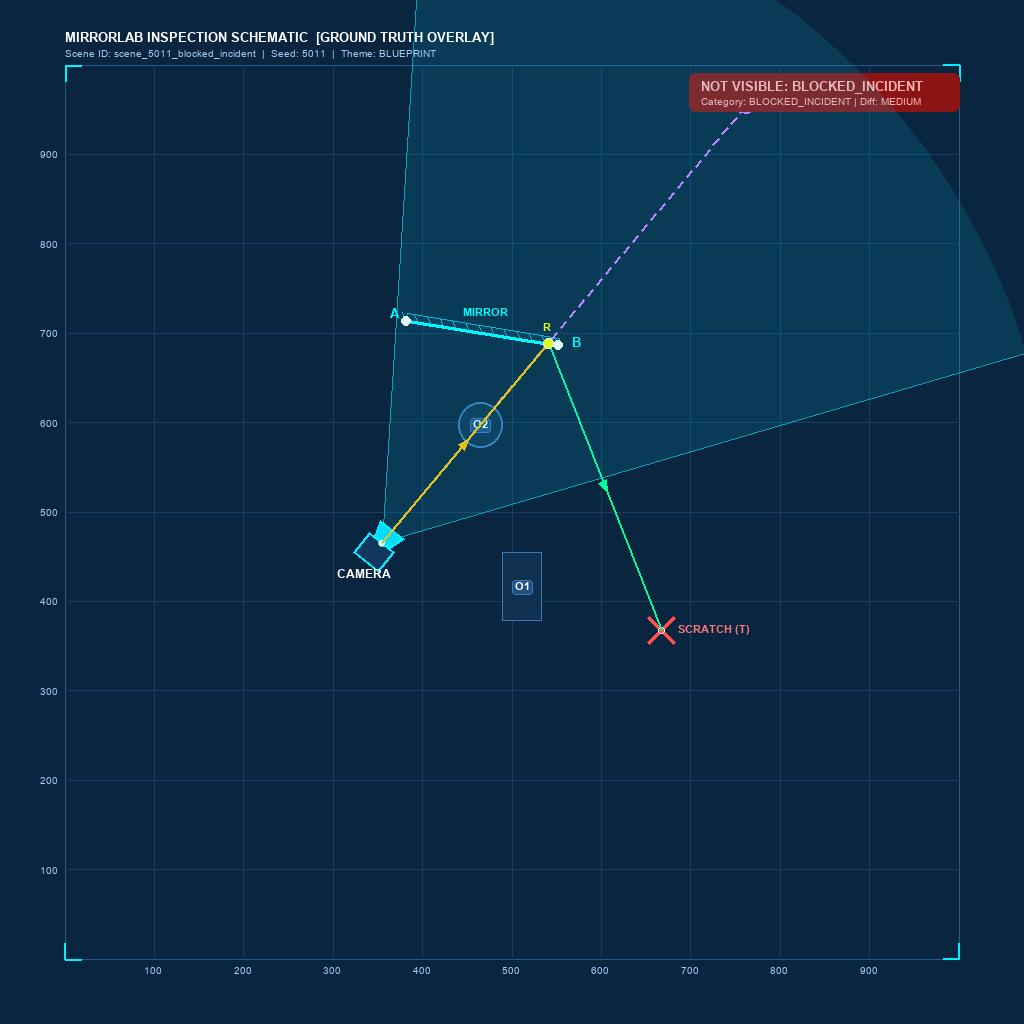 MIRRORLAB INSPECTION SCHEMATIC [GROUND TRUTH OVERLAY]
Scene ID: scene_5011_blocked_incident | Seed: 5011 | Theme: BLUEPRINT
NOT VISIBLE: BLOCKED_INCIDENT
Category: BLOCKED_INCIDENT | Diff: MEDIUM
900
800
A
MIRROR
R
B
700
600
O2
500
CAMERA
O1
400
SCRATCH (T)
300
200
100
100 200 300 400 500 600 700 800 900